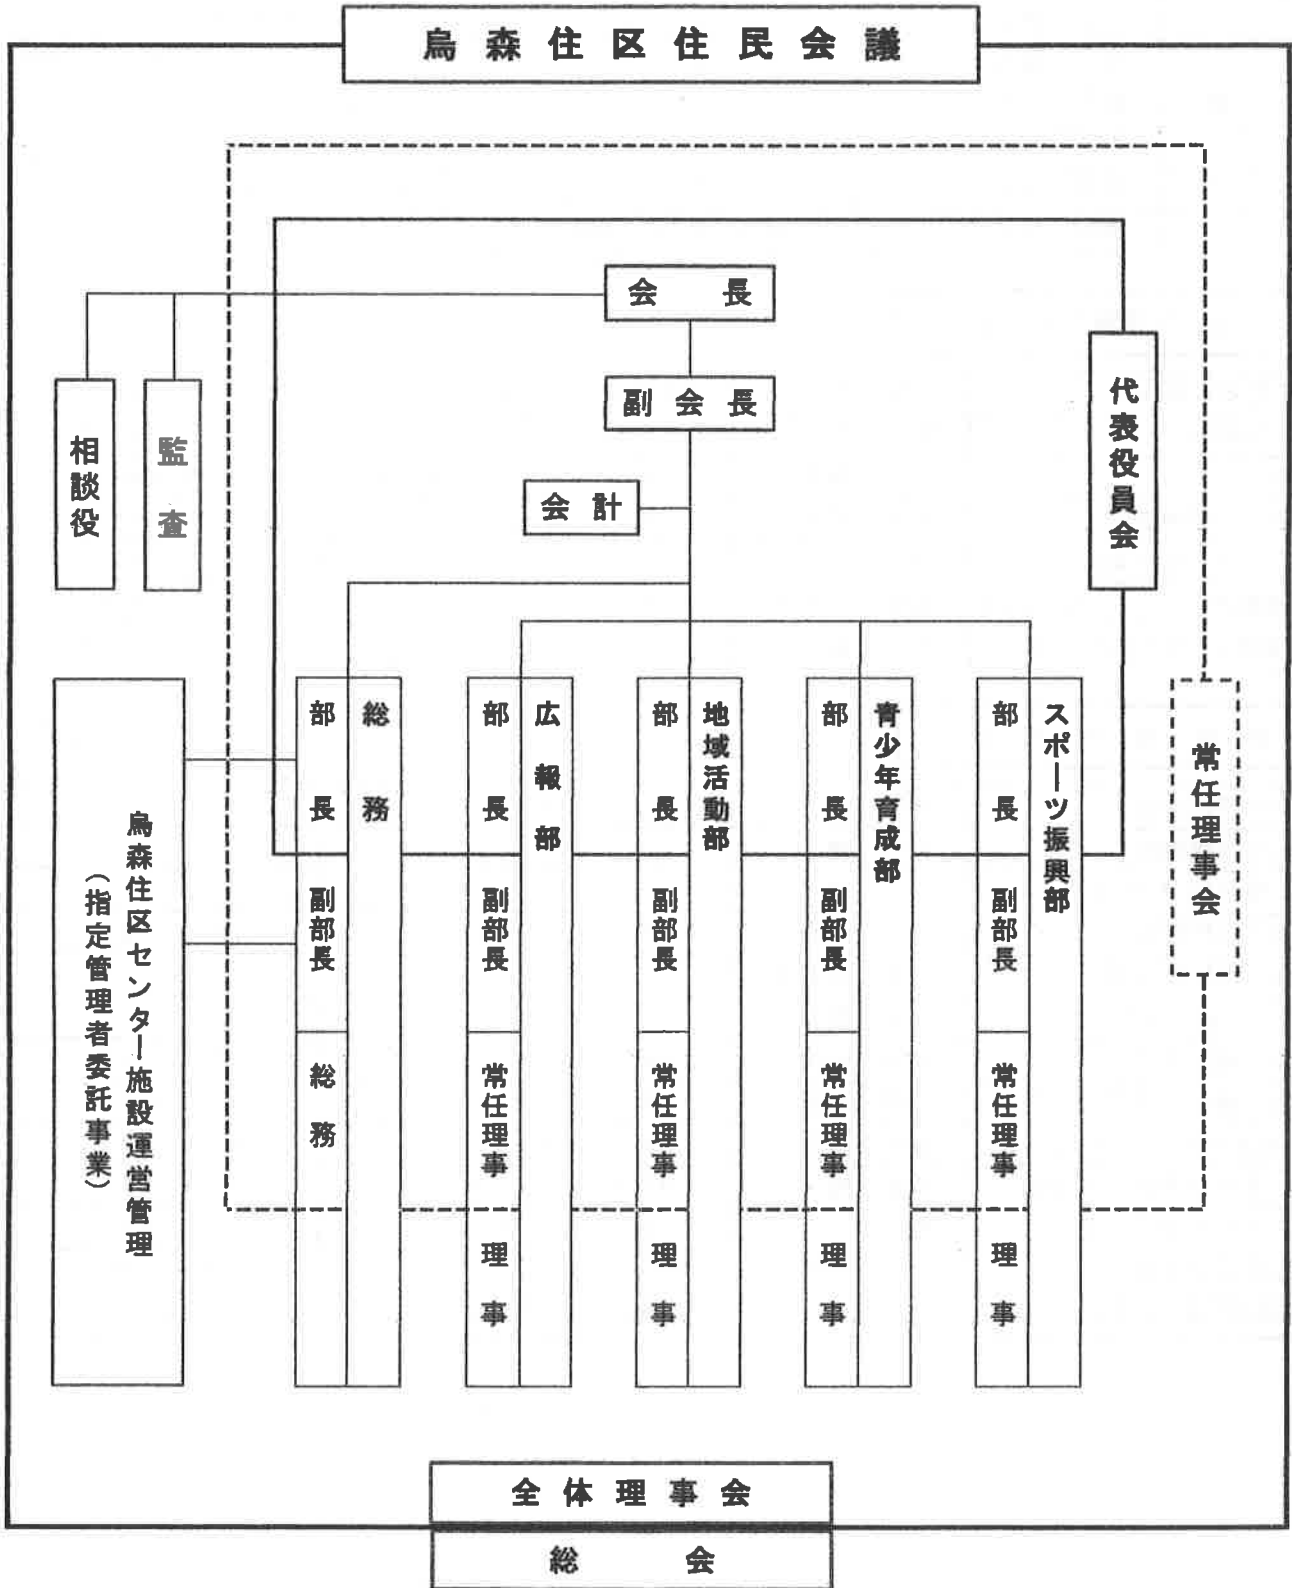 烏森住区住民会議
会長
副会長
会計
相談役
監査
代表役員会
常任理事会
烏森住区センター施設運営管理
（指定管理者委託事業）
総務
部長
副部長
総務
広報部
部長
副部長
常任理事
理事
地域活動部
部長
副部長
常任理事
理事
青少年育成部
部長
副部長
常任理事
理事
スポーツ振興部
部長
副部長
常任理事
理事
全体理事会
総会